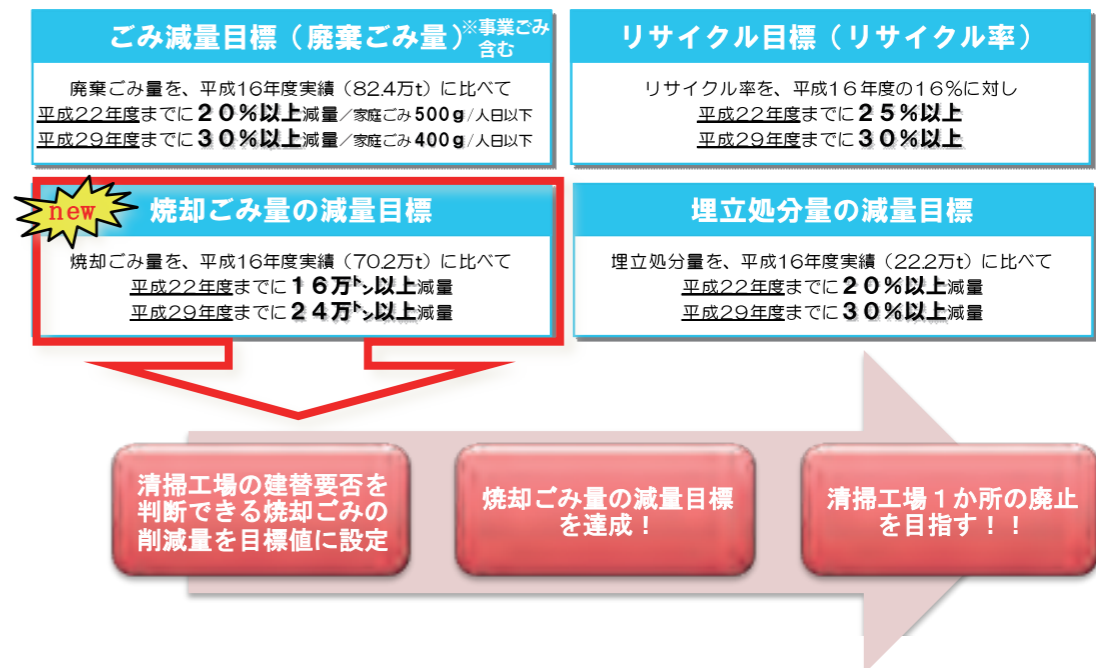 ごみ減量目標（廃棄ごみ量）※事業ごみ含む
廃棄ごみ量を、平成16年度実績（82.4万t）に比べて
平成22年度までに２０％以上減量／家庭ごみ500ｇ/人日以下
平成29年度までに３０％以上減量／家庭ごみ400ｇ/人日以下
リサイクル目標（リサイクル率）
リサイクル率を、平成16年度の16％に対し
平成22年度までに２５％以上
平成29年度までに３０％以上
new
焼却ごみ量の減量目標
焼却ごみ量を、平成16年度実績（70.2万t）に比べて
平成22年度までに１６万㌧以上減量
平成29年度までに２４万㌧以上減量
埋立処分量の減量目標
埋立処分量を、平成16年度実績（22.2万t）に比べて
平成22年度までに２０％以上減量
平成29年度までに３０％以上減量
清掃工場の建替要否を
判断できる焼却ごみの
削減量を目標値に設定
焼却ごみ量の減量目標
を達成！
清掃工場１か所の廃止
を目指す！！